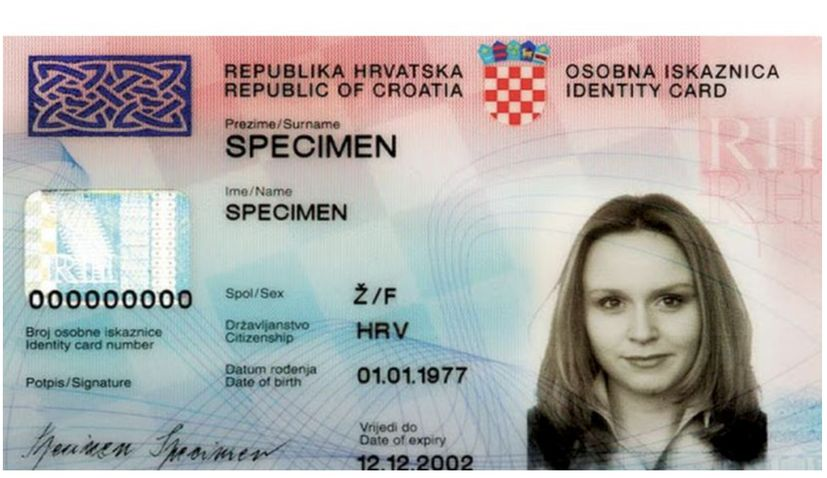 REPUBLIKA HRVATSKA
REPUBLIC OF CROATIA
OSOBNA ISKAZNICA
IDENTITY CARD
Prezime/Surname
SPECIMEN
Ime/Name
SPECIMEN
RH
RH
RH
000000000
Broj osobne iskaznice
Identity card number
Spol/Sex
Ž/F
Državljanstvo
Citizenship
HRV
Datum rođenja
Date of birth
01.01.1977
Potpis/Signature
Specimen Specimen
Vrijedi do
Date of expiry
12.12.2002